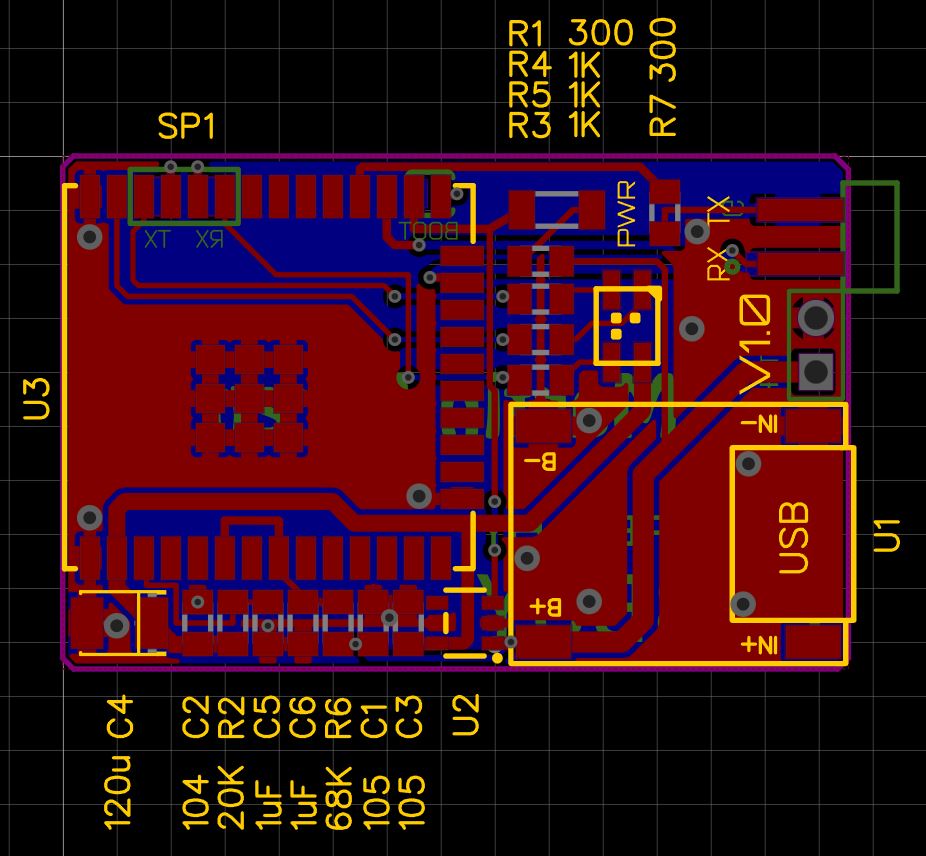 R1 300
R4 1K
R5 1K
R3 1K
R7 300
SP1
PWR
TX
RX
TX
RX
BOOT
V1.0
U3
IN-
B-
USB
U1
B+
IN+
C4
C2
R2
C5
C6
R6
C1
C3
U2
120u
104
20K
1uF
1uF
68K
105
105